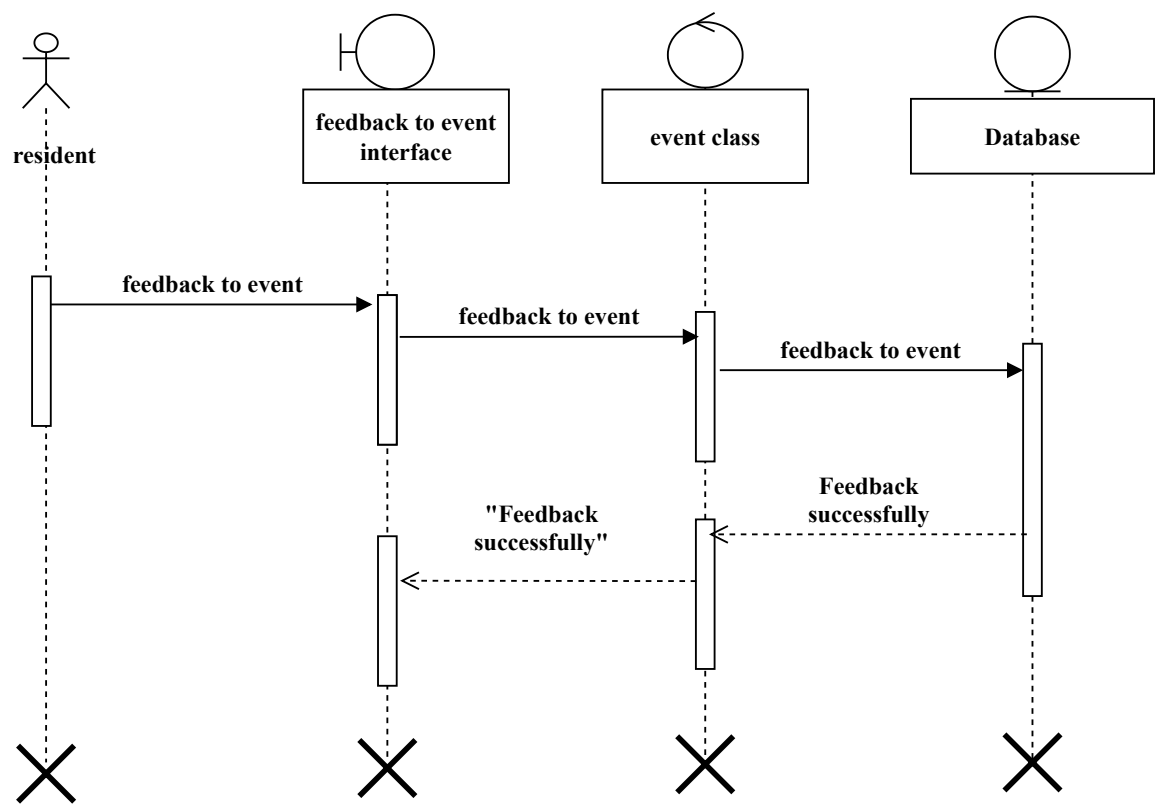 resident
feedback to event
interface
event class
Database
feedback to event
feedback to event
feedback to event
Feedback
successfully
"Feedback
successfully"